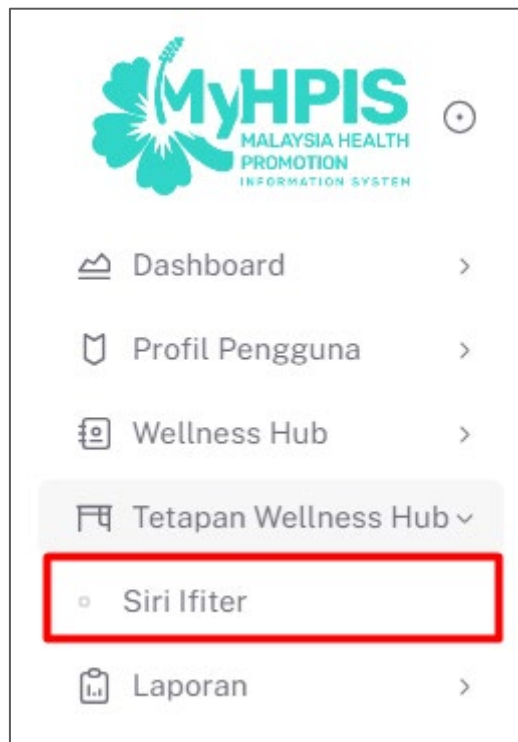 MyHPIS
MALAYSIA HEALTH
PROMOTION
INFORMATION SYSTEM
Dashboard
Profil Pengguna
Wellness Hub
Tetapan Wellness Hub
Siri Ifiter
Laporan